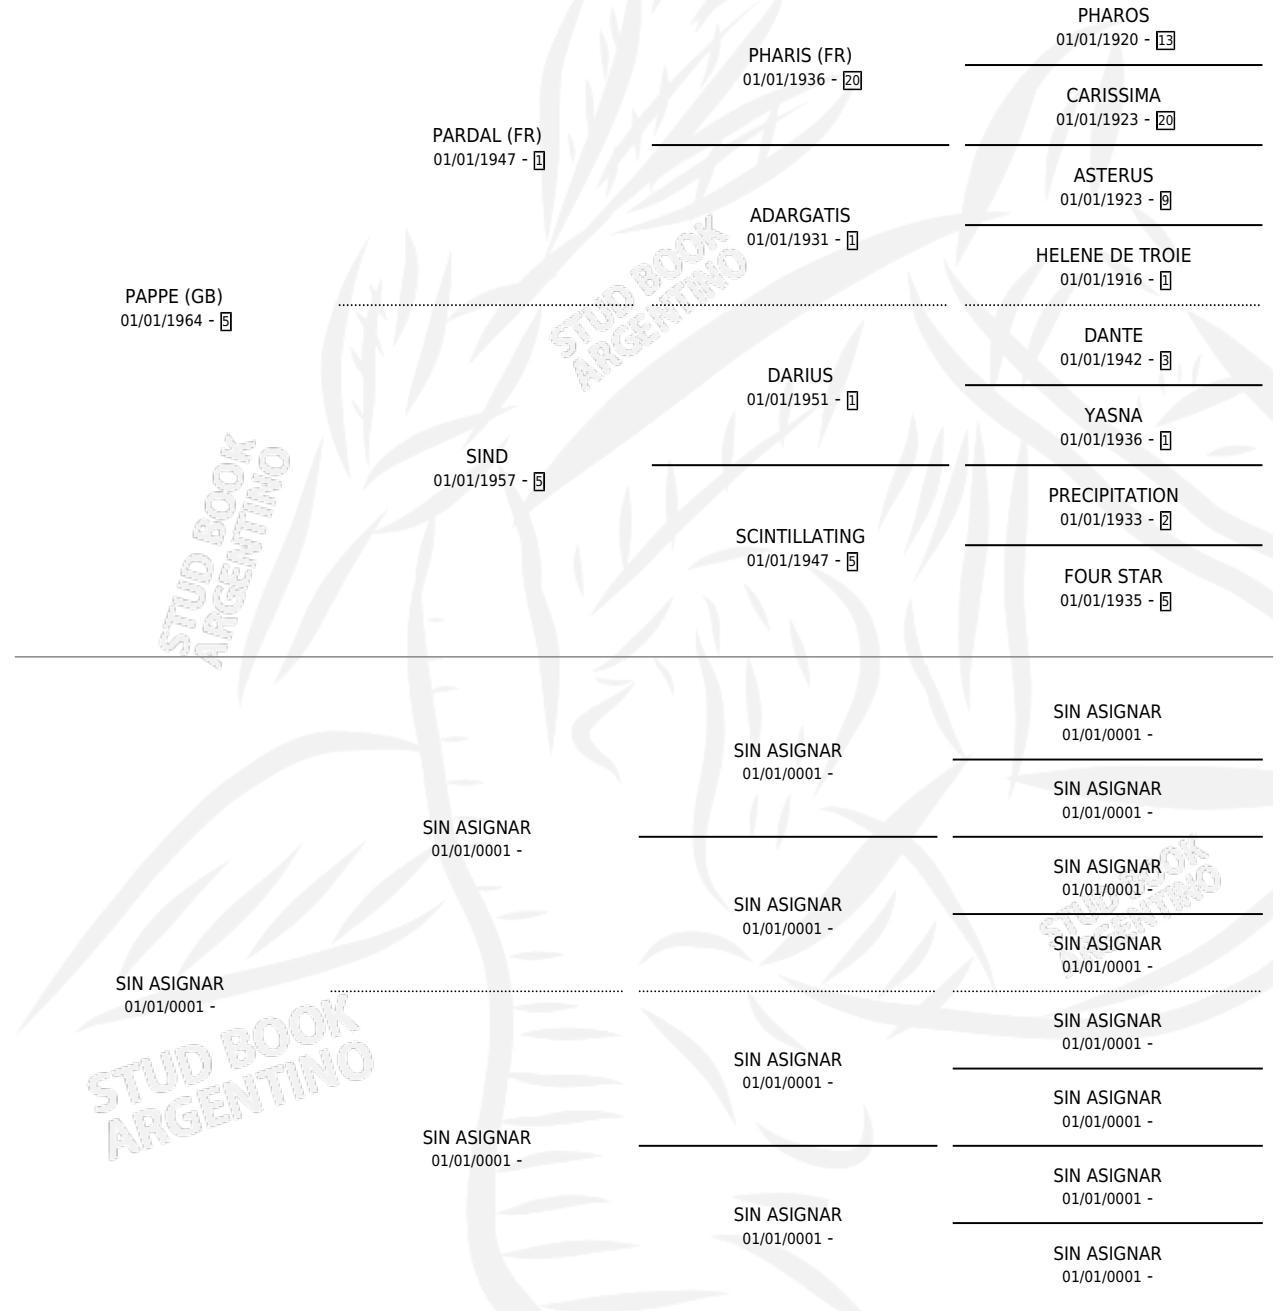 PHAROS
01/01/1920 - 13
PHARIS (FR)
01/01/1936 - 20
CARISSIMA
01/01/1923 - 20
PARDAL (FR)
01/01/1947 - 1
ASTERUS
01/01/1923 - 9
ADARGATIS
01/01/1931 - 1
HELENE DE TROIE
01/01/1916 - 1
PAPPE (GB)
01/01/1964 - 5
DANTE
01/01/1942 - 3
DARIUS
01/01/1951 - 1
YASNA
01/01/1936 - 1
SIND
01/01/1957 - 5
PRECIPITATION
01/01/1933 - 2
SCINTILLATING
01/01/1947 - 5
FOUR STAR
01/01/1935 - 5
STUD BOOK
ARGENTINO
STUD BOOK
ARGENTINO
SIN ASIGNAR
01/01/0001 -
SIN ASIGNAR
01/01/0001 -
SIN ASIGNAR
01/01/0001 -
SIN ASIGNAR
01/01/0001 -
SIN ASIGNAR
01/01/0001 -
SIN ASIGNAR
01/01/0001 -
SIN ASIGNAR
01/01/0001 -
SIN ASIGNAR
01/01/0001 -
SIN ASIGNAR
01/01/0001 -
SIN ASIGNAR
01/01/0001 -
SIN ASIGNAR
01/01/0001 -
SIN ASIGNAR
01/01/0001 -
SIN ASIGNAR
01/01/0001 -
SIN ASIGNAR
01/01/0001 -
SIN ASIGNAR
01/01/0001 -
STUD BOOK
ARGENTINO
STUD BOOK
ARGENTINO